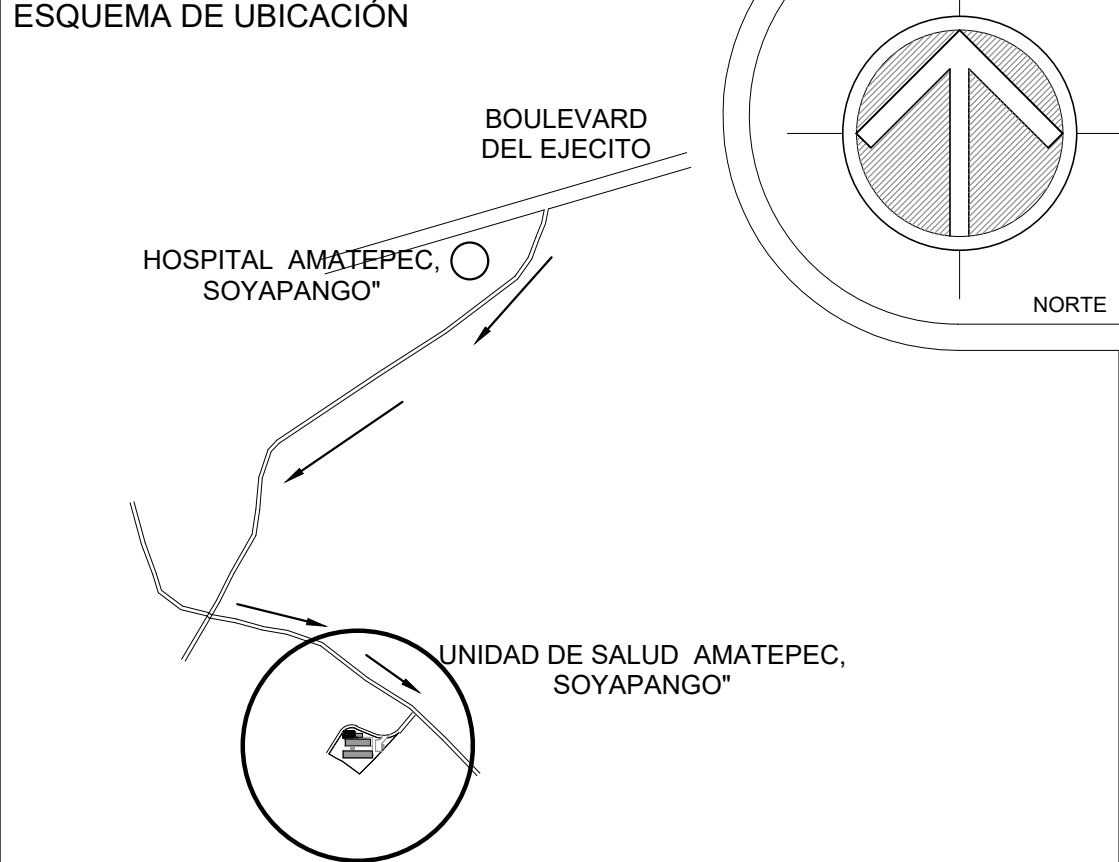 ESQUEMA DE UBICACIÓN
BOULEVARD
DEL EJECITO
HOSPITAL AMATEPEC,
SOYAPANGO"
NORTE
UNIDAD DE SALUD AMATEPEC,
SOYAPANGO"